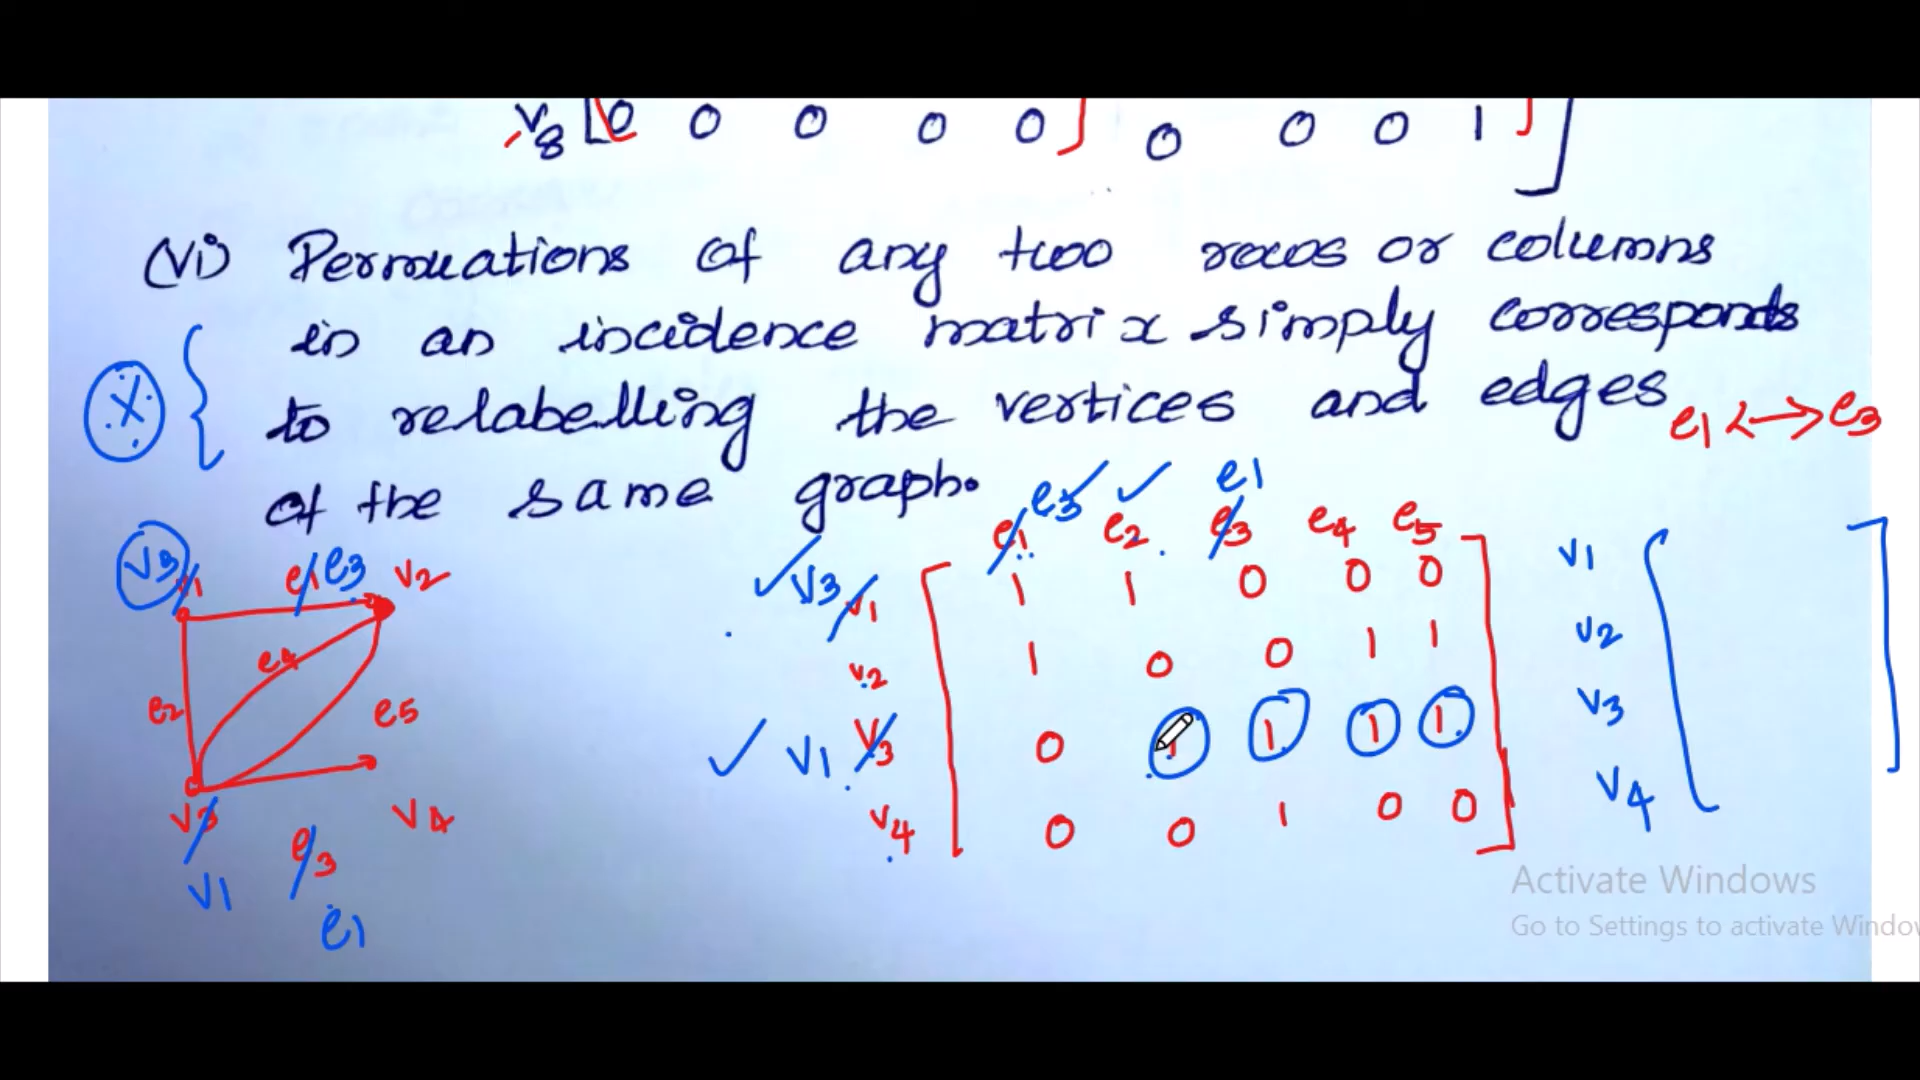 v8 0 0 0 0 0 0 0 0 1
(vi) Permuations of any two rows or columns
in an incidence matrix simply corresponds
X
to relabelling the vertices and edges
e1 <-> e3
of the same graph.
e3 e1
e1 e2 e3 e4 e5
v3 v1 e1 e3 v2
v3 v1 1 1 0 0 0 v1
v2 1 0 0 1 1 v2
e4
e2 e5
v1 v3 0 1 1 1 1 v3
v4 0 0 1 0 0 v4
v3 v4
e3
v1
e1
Activate Windows
Go to Settings to activate Window